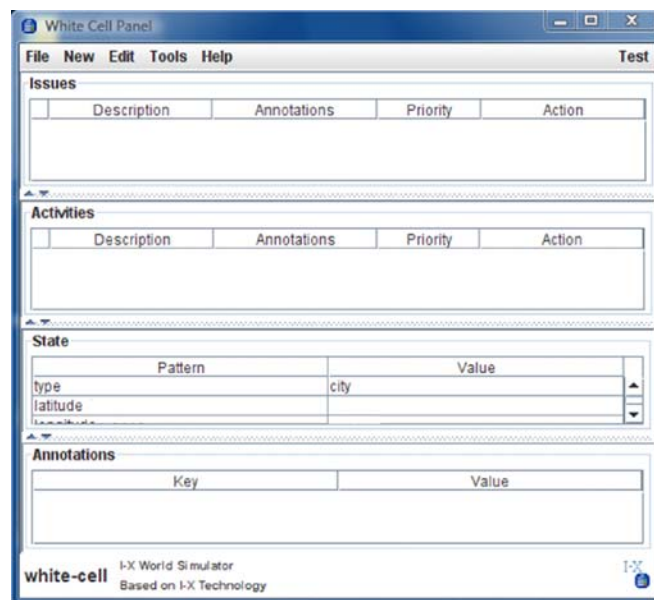 White Cell Panel
File New Edit Tools Help Test
Issues
Description Annotations Priority Action
Activities
Description Annotations Priority Action
State
Pattern Value
type city
latitude
Annotations
Key Value
white-cell
I-X World Simulator
Based on I-X Technology
I-X